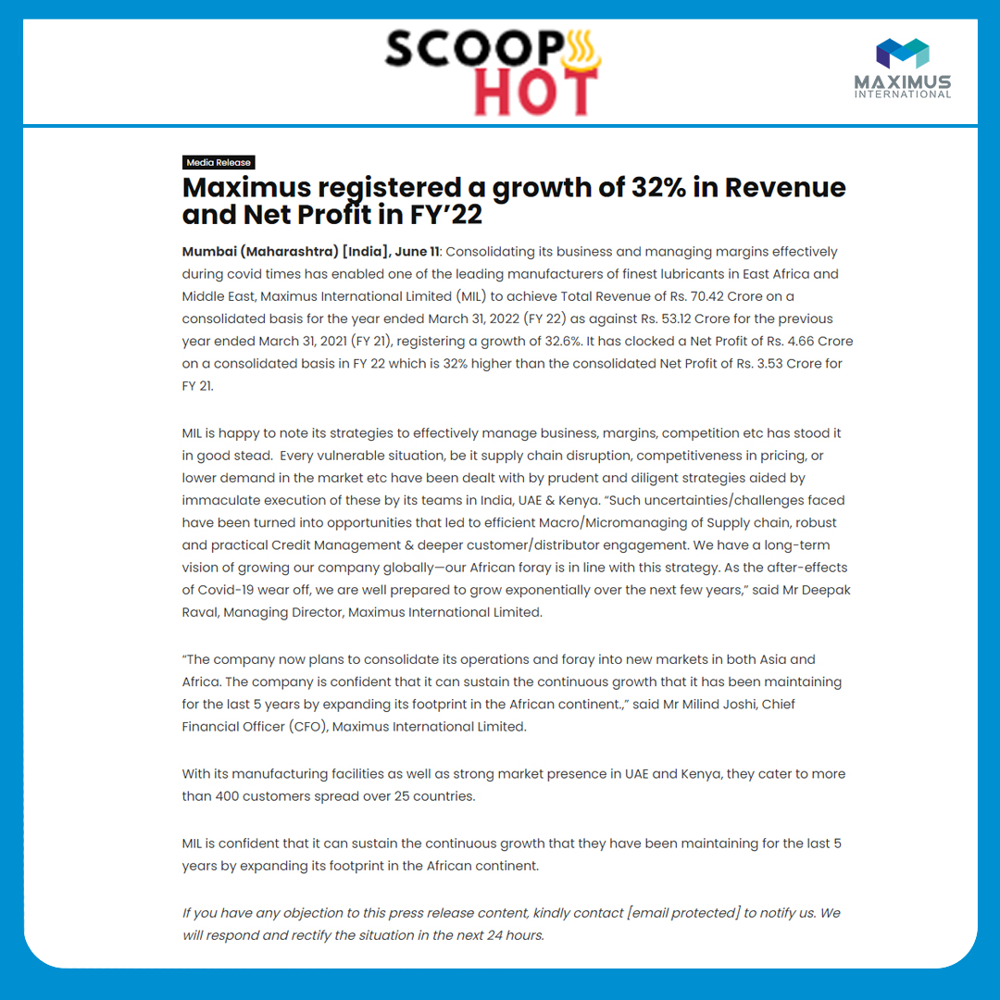 SCOOP
HOT
MAXIMUS
INTERNATIONAL
Media Release
Maximus registered a growth of 32% in Revenue
and Net Profit in FY’22
Mumbai (Maharashtra) [India], June 11: Consolidating its business and managing margins effectively
during covid times has enabled one of the leading manufacturers of finest lubricants in East Africa and
Middle East, Maximus International Limited (MIL) to achieve Total Revenue of Rs. 70.42 Crore on a
consolidated basis for the year ended March 31, 2022 (FY 22) as against Rs. 53.12 Crore for the previous
year ended March 31, 2021 (FY 21), registering a growth of 32.6%. It has clocked a Net Profit of Rs. 4.66 Crore
on a consolidated basis in FY 22 which is 32% higher than the consolidated Net Profit of Rs. 3.53 Crore for
FY 21.
MIL is happy to note its strategies to effectively manage business, margins, competition etc has stood it
in good stead.  Every vulnerable situation, be it supply chain disruption, competitiveness in pricing, or
lower demand in the market etc have been dealt with by prudent and diligent strategies aided by
immaculate execution of these by its teams in India, UAE & Kenya. “Such uncertainties/challenges faced
have been turned into opportunities that led to efficient Macro/Micromanaging of Supply chain, robust
and practical Credit Management & deeper customer/distributor engagement. We have a long-term
vision of growing our company globally—our African foray is in line with this strategy. As the after-effects
of Covid-19 wear off, we are well prepared to grow exponentially over the next few years,” said Mr Deepak
Raval, Managing Director, Maximus International Limited.
“The company now plans to consolidate its operations and foray into new markets in both Asia and
Africa. The company is confident that it can sustain the continuous growth that it has been maintaining
for the last 5 years by expanding its footprint in the African continent.,” said Mr Milind Joshi, Chief
Financial Officer (CFO), Maximus International Limited.
With its manufacturing facilities as well as strong market presence in UAE and Kenya, they cater to more
than 400 customers spread over 25 countries.
MIL is confident that it can sustain the continuous growth that they have been maintaining for the last 5
years by expanding its footprint in the African continent.
If you have any objection to this press release content, kindly contact [email protected] to notify us. We
will respond and rectify the situation in the next 24 hours.